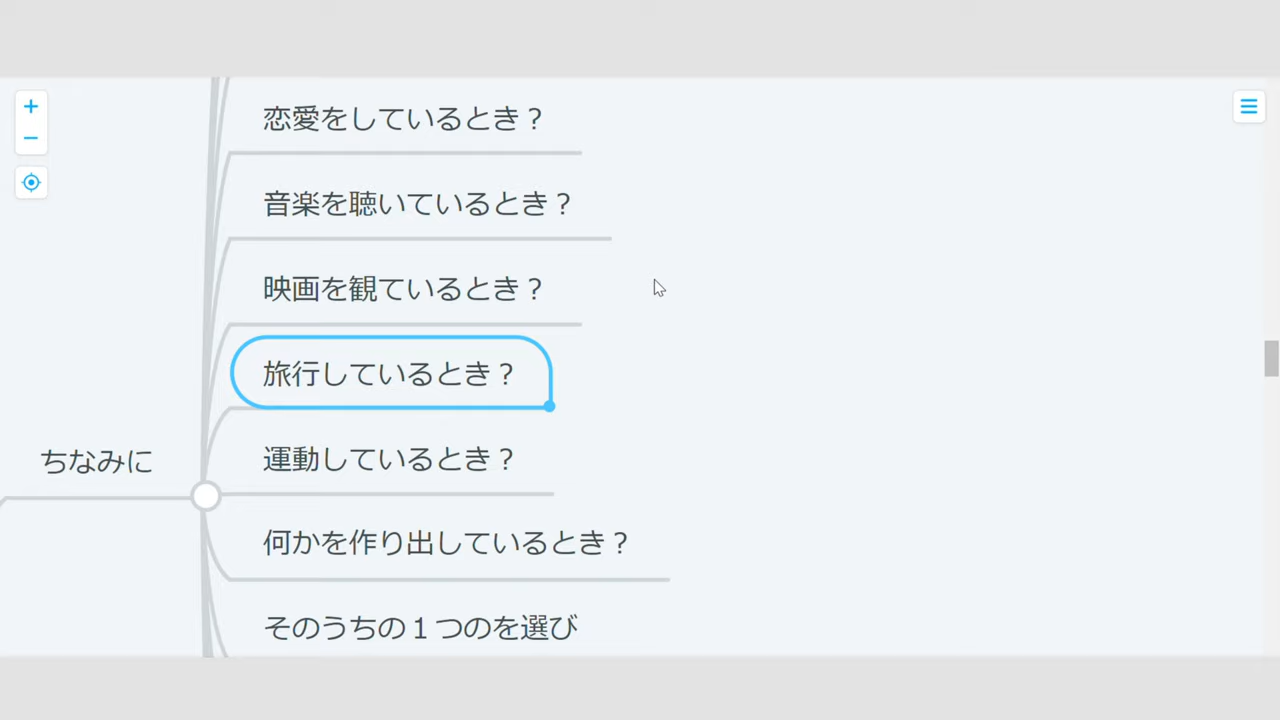 恋愛をしているとき？
音楽を聴いているとき？
映画を観ているとき？
旅行しているとき？
運動しているとき？
ちなみに
何かを作り出しているとき？
そのうちの１つのを選び